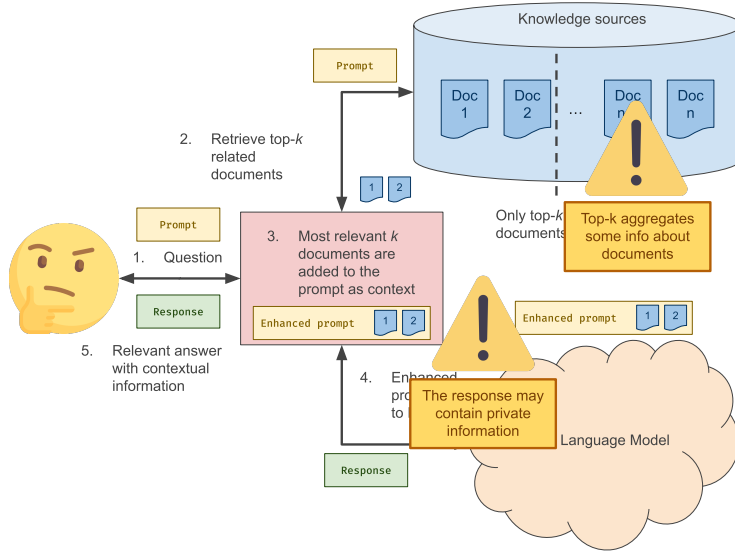 Knowledge sources
Prompt
Doc
1
Doc
2
...
Doc
Doc
n
2. Retrieve top-k
related
documents
1 2
Only top-k
documents
Top-k aggregates
some info about
documents
Prompt
1. Question
Response
3. Most relevant k
documents are
added to the
prompt as context
Enhanced prompt 1 2
Enhanced prompt 1 2
5. Relevant answer
with contextual
information
4.
to
The response may
contain private
information
Language Model
Response